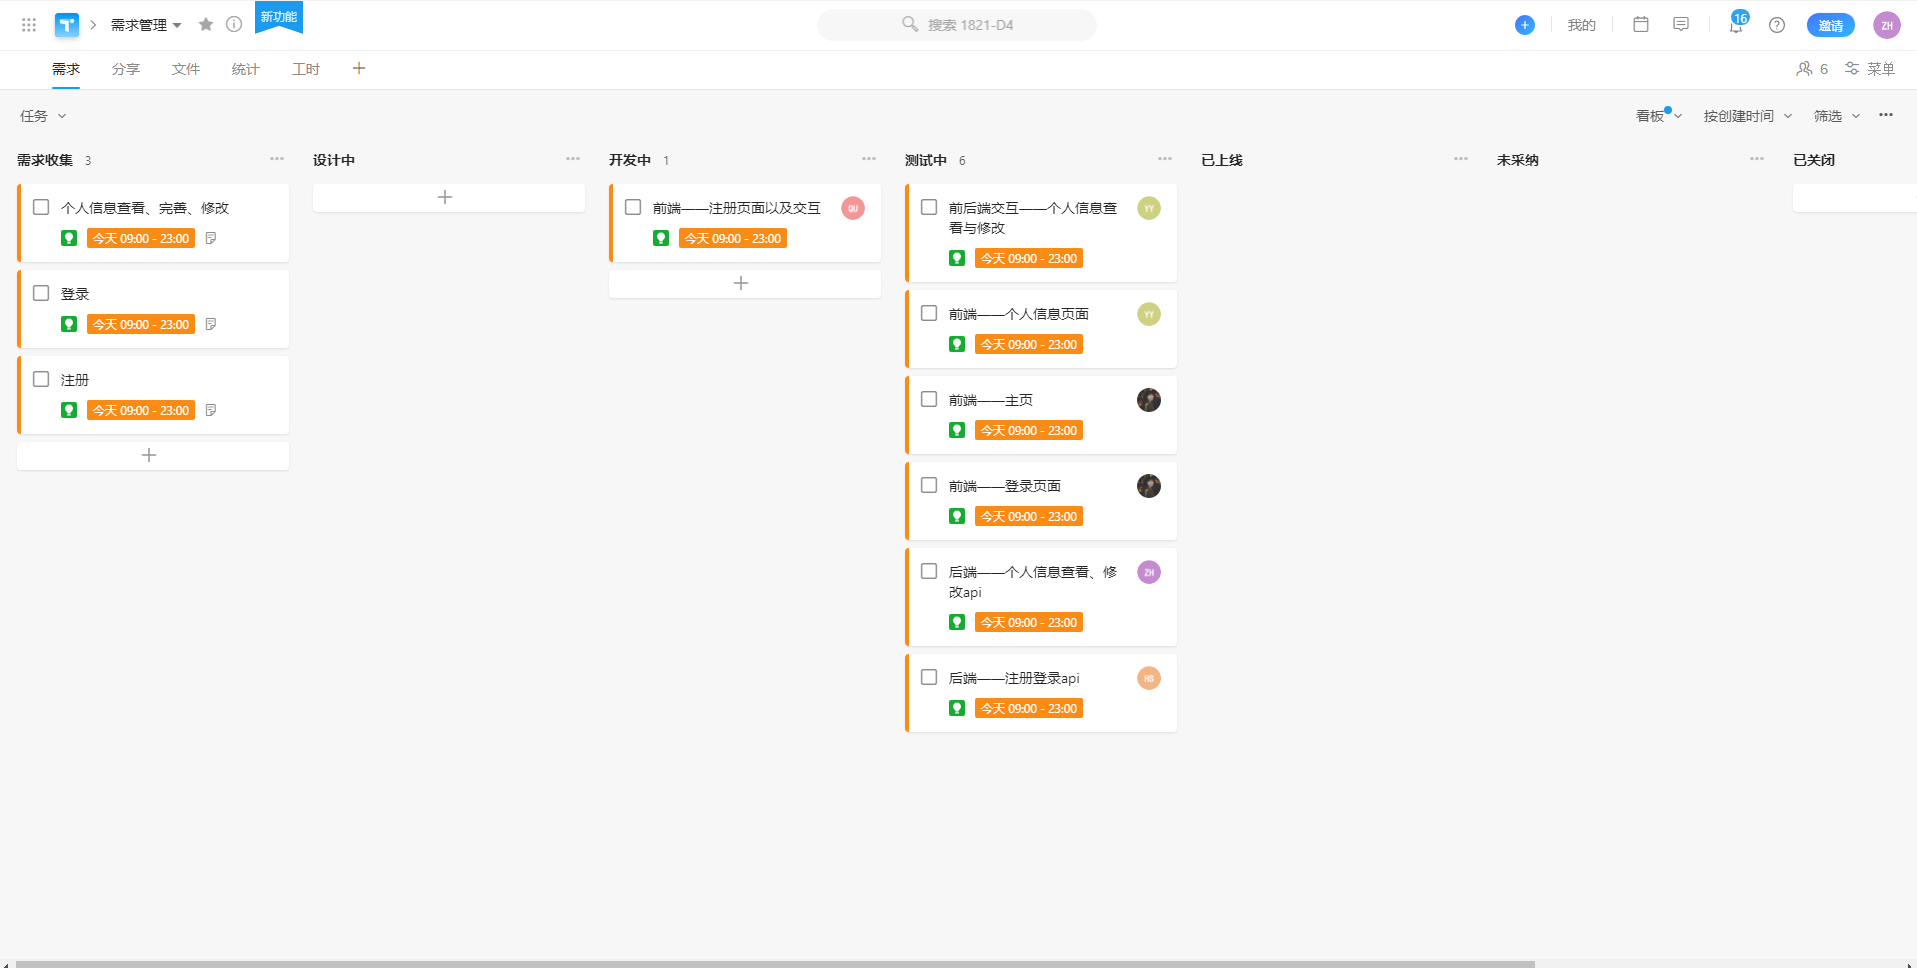 需求管理
新功能
搜索 1821-D4
我的
16
邀请
ZH
需求
分享
文件
统计
工时
6
菜单
任务
看板
按创建时间
筛选
需求收集 3
个人信息查看、完善、修改
今天 09:00 - 23:00
登录
今天 09:00 - 23:00
注册
今天 09:00 - 23:00
设计中
开发中 1
前端——注册页面以及交互
QU
今天 09:00 - 23:00
测试中 6
前后端交互——个人信息查
看与修改
YY
今天 09:00 - 23:00
前端——个人信息页面
YY
今天 09:00 - 23:00
前端——主页
今天 09:00 - 23:00
前端——登录页面
今天 09:00 - 23:00
后端——个人信息查看、修
改api
ZH
今天 09:00 - 23:00
后端——注册登录api
HS
今天 09:00 - 23:00
已上线
未采纳
已关闭